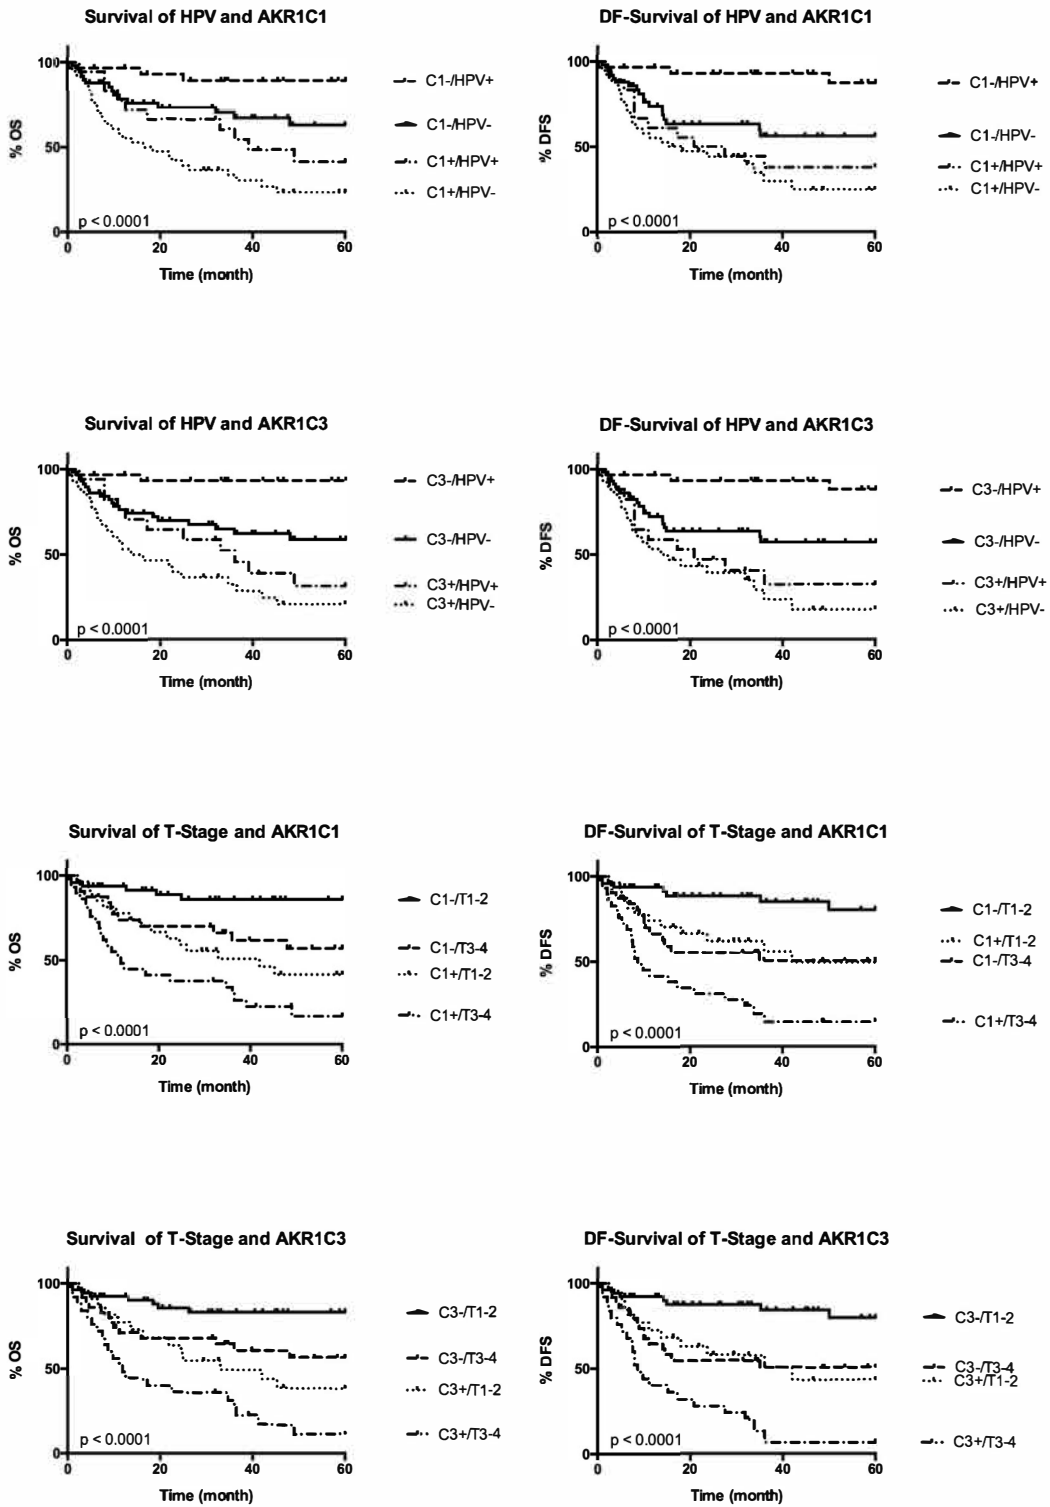 Survival of HPV and AKR1C1
100
50
0
% OS
p < 0.0001
0 20 40 60
Time (month)
C1-/HPV+
C1-/HPV-
C1+/HPV+
C1+/HPV-
DF-Survival of HPV and AKR1C1
100
50
0
% DFS
p < 0.0001
0 20 40 60
Time (month)
C1-/HPV+
C1-/HPV-
C1+/HPV+
C1+/HPV-
Survival of HPV and AKR1C3
100
50
0
% OS
p < 0.0001
0 20 40 60
Time (month)
C3-/HPV+
C3-/HPV-
C3+/HPV+
C3+/HPV-
DF-Survival of HPV and AKR1C3
100
50
0
% DFS
p < 0.0001
0 20 40 60
Time (month)
C3-/HPV+
C3-/HPV-
C3+/HPV+
C3+/HPV-
Survival of T-Stage and AKR1C1
100
50
0
% OS
p < 0.0001
0 20 40 60
Time (month)
C1-/T1-2
C1-/T3-4
C1+/T1-2
C1+/T3-4
DF-Survival of T-Stage and AKR1C1
100
50
0
% DFS
p < 0.0001
0 20 40 60
Time (month)
C1-/T1-2
C1+/T1-2
C1-/T3-4
C1+/T3-4
Survival of T-Stage and AKR1C3
100
50
0
% OS
p < 0.0001
0 20 40 60
Time (month)
C3-/T1-2
C3-/T3-4
C3+/T1-2
C3+/T3-4
DF-Survival of T-Stage and AKR1C3
100
50
0
% DFS
p < 0.0001
0 20 40 60
Time (month)
C3-/T1-2
C3-/T3-4
C3+/T1-2
C3+/T3-4